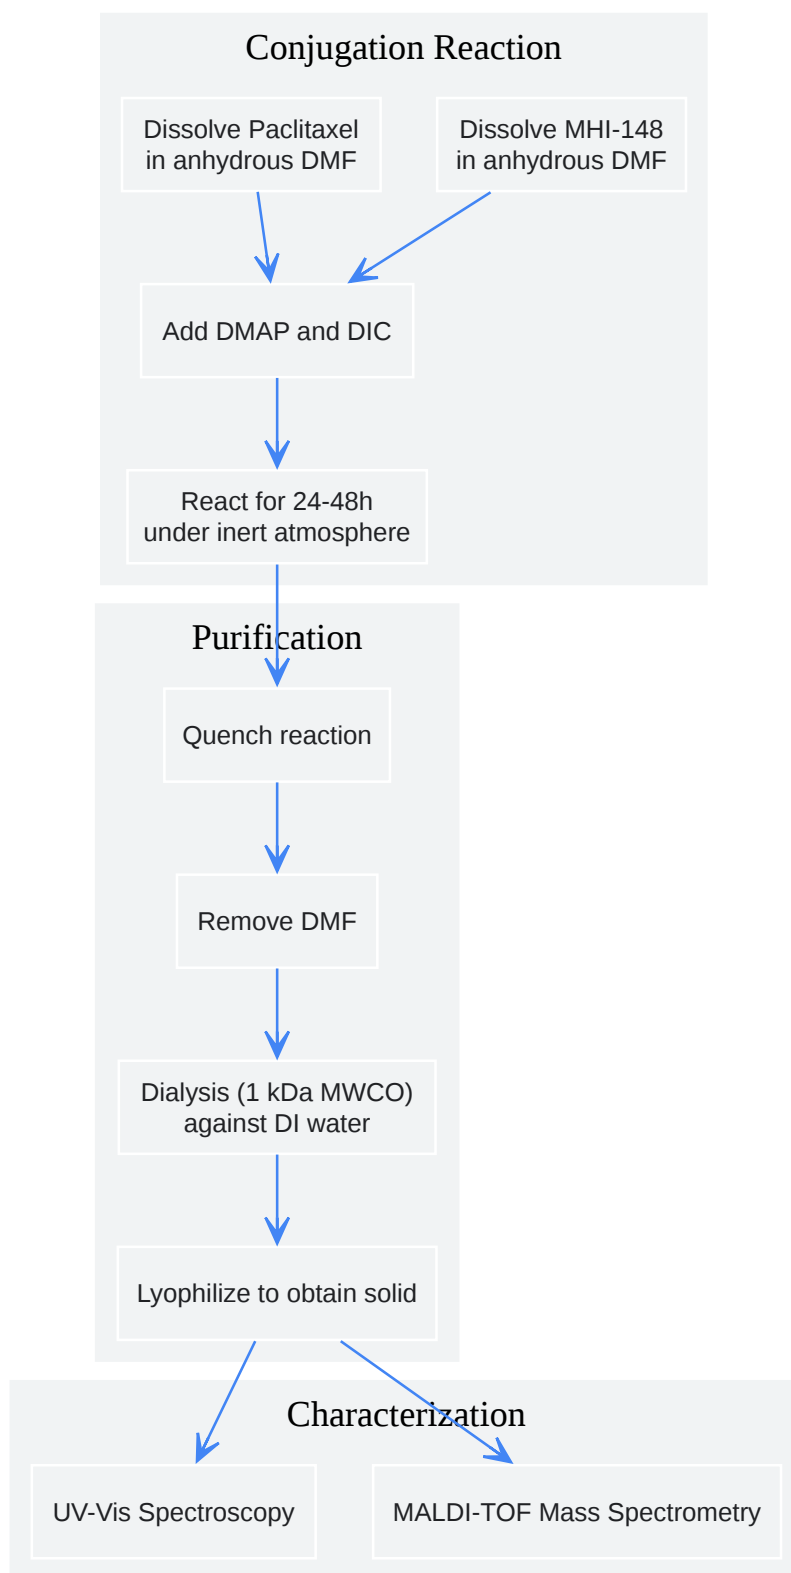 Conjugation Reaction
Dissolve Paclitaxel
in anhydrous DMF
Dissolve MHI-148
in anhydrous DMF
Add DMAP and DIC
React for 24-48h
under inert atmosphere
Purification
Quench reaction
Remove DMF
Dialysis (1 kDa MWCO)
against DI water
Lyophilize to obtain solid
Characterization
UV-Vis Spectroscopy
MALDI-TOF Mass Spectrometry